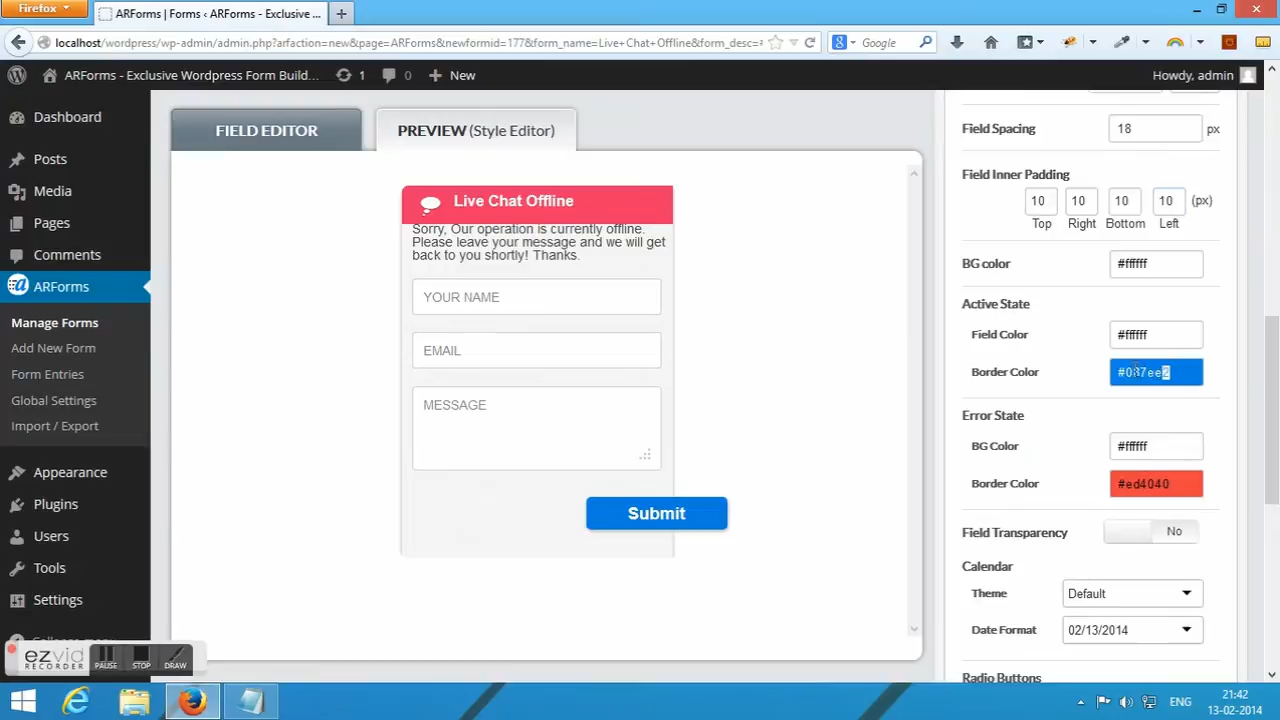 Firefox
ARForms | Forms ‹ ARForms - Exclusive ...
localhost/wordpress/wp-admin/admin.php?arfaction=new&page=ARForms&newformid=177&form_name=Live+Chat+Offline&form_desc=
Google
ARForms - Exclusive Wordpress Form Build...
1
0
New
Howdy, admin
Dashboard
Posts
Media
Pages
Comments
ARForms
Manage Forms
Add New Form
Form Entries
Global Settings
Import / Export
Appearance
Plugins
Users
Tools
Settings
ezvid
RECORDER
PAUSE
STOP
DRAW
FIELD EDITOR
PREVIEW (Style Editor)
Live Chat Offline
Sorry, Our operation is currently offline.
Please leave your message and we will get
back to you shortly! Thanks.
YOUR NAME
EMAIL
MESSAGE
Submit
Field Spacing
18
px
Field Inner Padding
10 10 10 10 (px)
Top Right Bottom Left
BG color
#ffffff
Active State
Field Color
#ffffff
Border Color
#087ee2
Error State
BG Color
#ffffff
Border Color
#ed4040
Field Transparency
No
Calendar
Theme
Default
Date Format
02/13/2014
Radio Buttons
ENG
21:42
13-02-2014